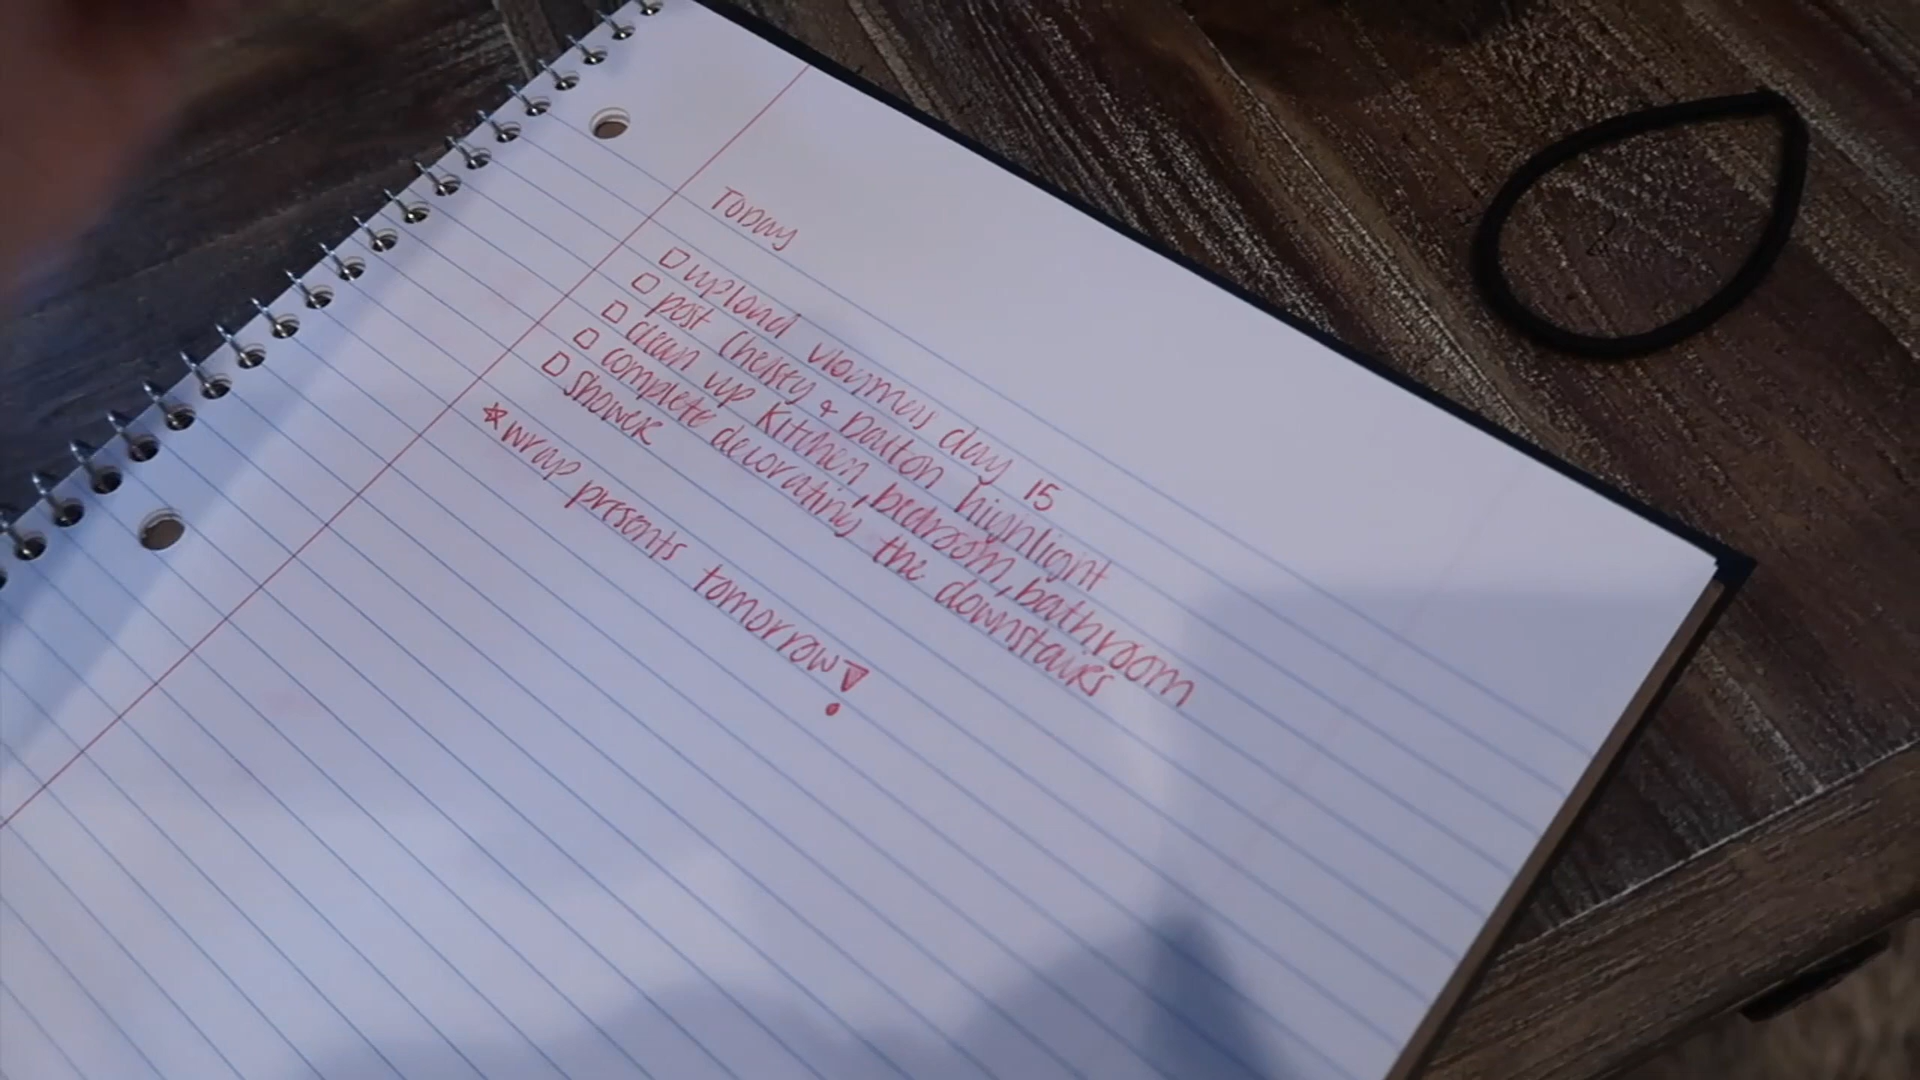 TODAY
upload vlogmas day 15
post Cheisty & Dalton highlight
clean up kitchen, bedroom, bathroom
complete decorating the downstairs
shower
wrap presents tomorrow!